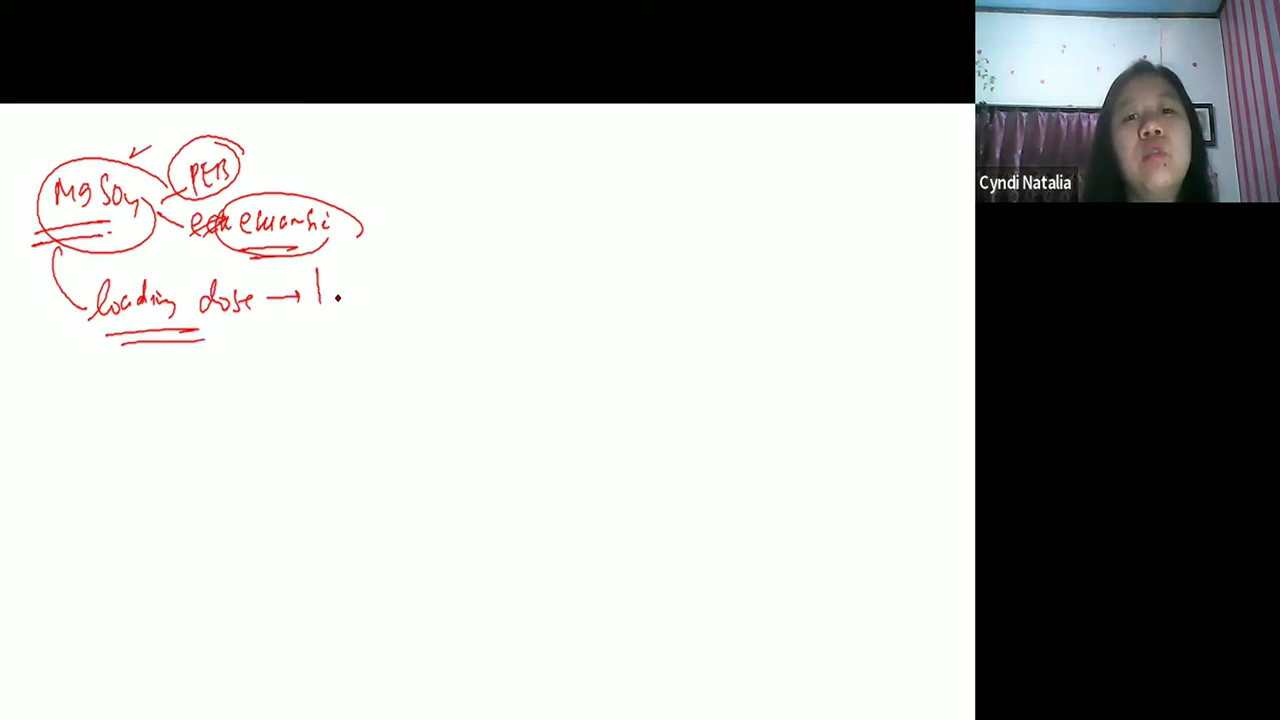 PEB
MgSO4
eklamsi
loading dose → 1
Cyndi Natalia